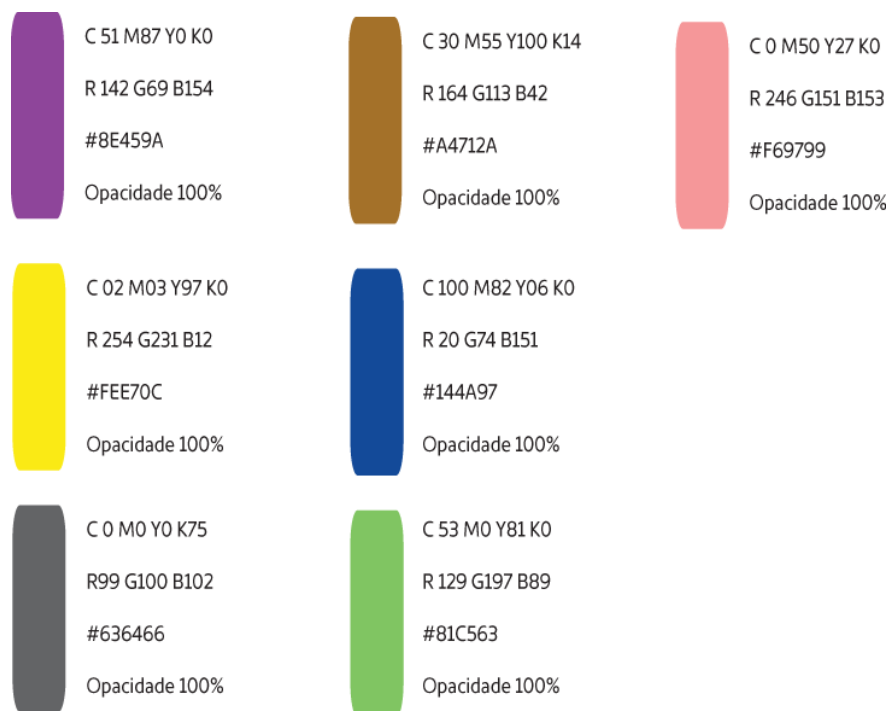 C 51 M87 Y0 K0
R 142 G69 B154
#8E459A
Opacidade 100%
C 30 M55 Y100 K14
R 164 G113 B42
#A4712A
Opacidade 100%
C 0 M50 Y27 K0
R 246 G151 B153
#F69799
Opacidade 100%
C 02 M03 Y97 K0
R 254 G231 B12
#FEE70C
Opacidade 100%
C 100 M82 Y06 K0
R 20 G74 B151
#144A97
Opacidade 100%
C 0 M0 Y0 K75
R99 G100 B102
#636466
Opacidade 100%
C 53 M0 Y81 K0
R 129 G197 B89
#81C563
Opacidade 100%